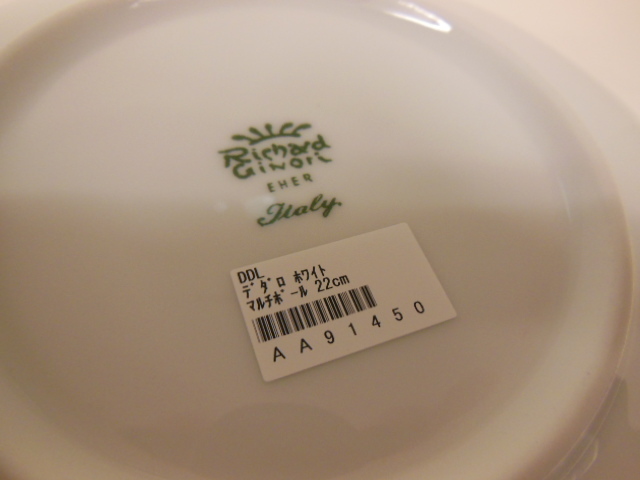 Richard
Ginori
EHER
Italy
DDL
ﾃﾞﾀﾞﾛ ﾎﾜｲﾄ
ﾏﾙﾁﾎﾞｰﾙ 22cm
AA91450